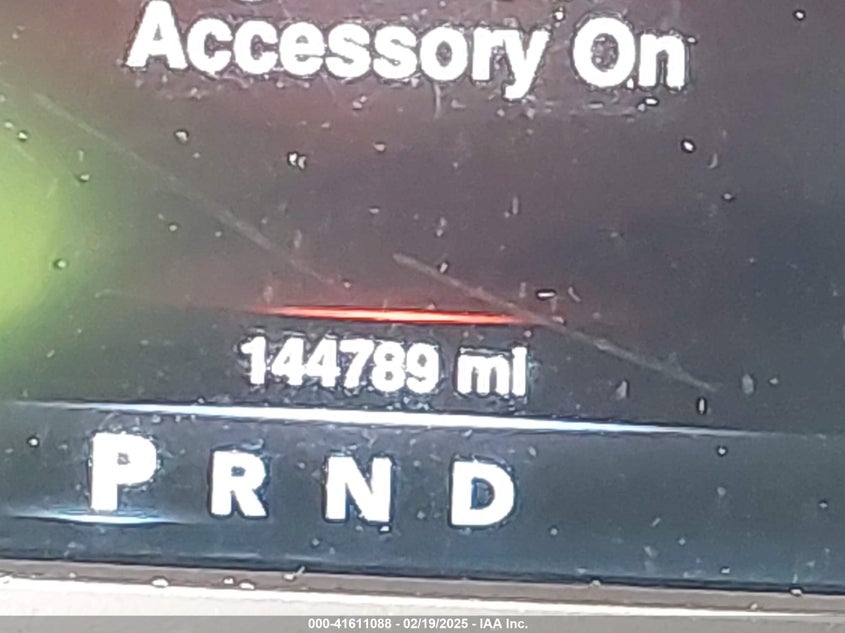 Accessory On
144789 mi
P R N D
000-41611088 - 02/19/2025 - IAA Inc.